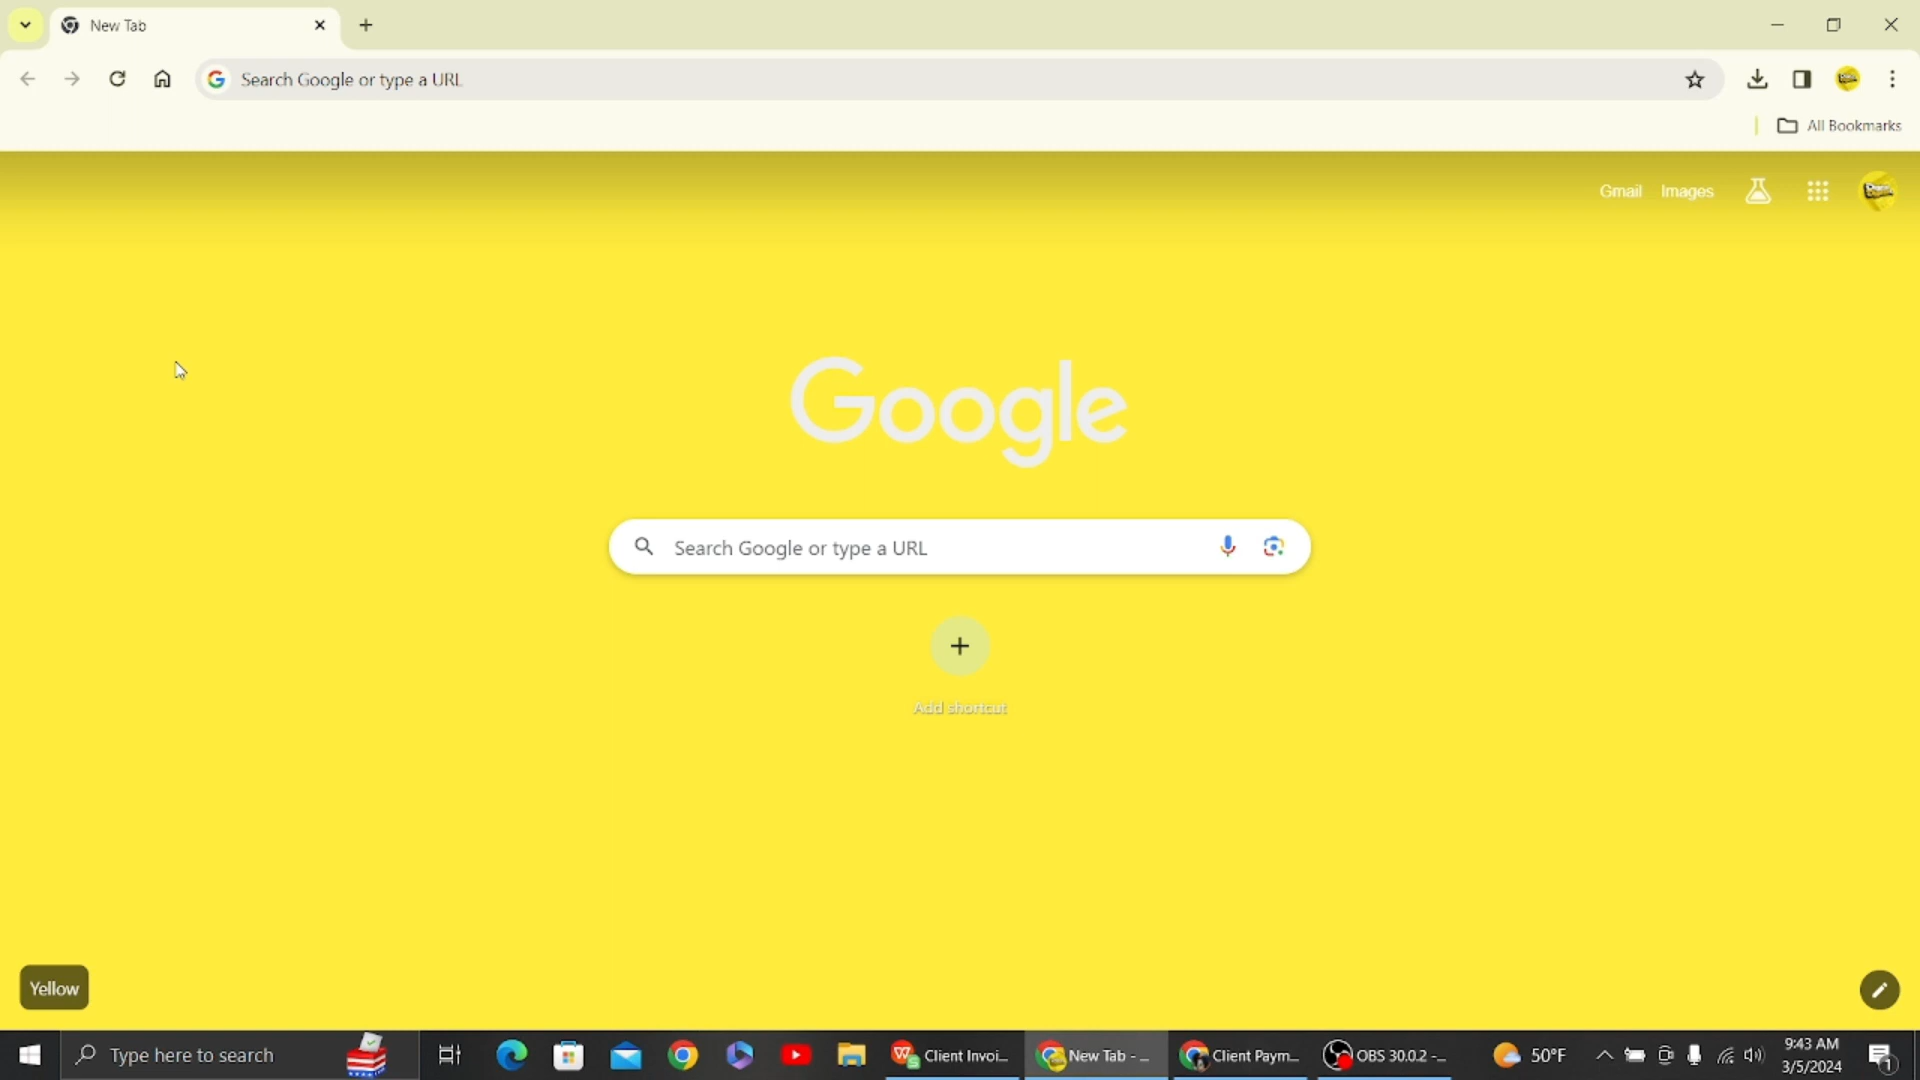 New Tab
Search Google or type a URL
All Bookmarks
Gmail Images
Google
Search Google or type a URL
Add shortcut
Yellow
Type here to search
Client Invoi...
New Tab - ...
Client Paym...
OBS 30.0.2 -...
50°F
9:43 AM
3/5/2024
1